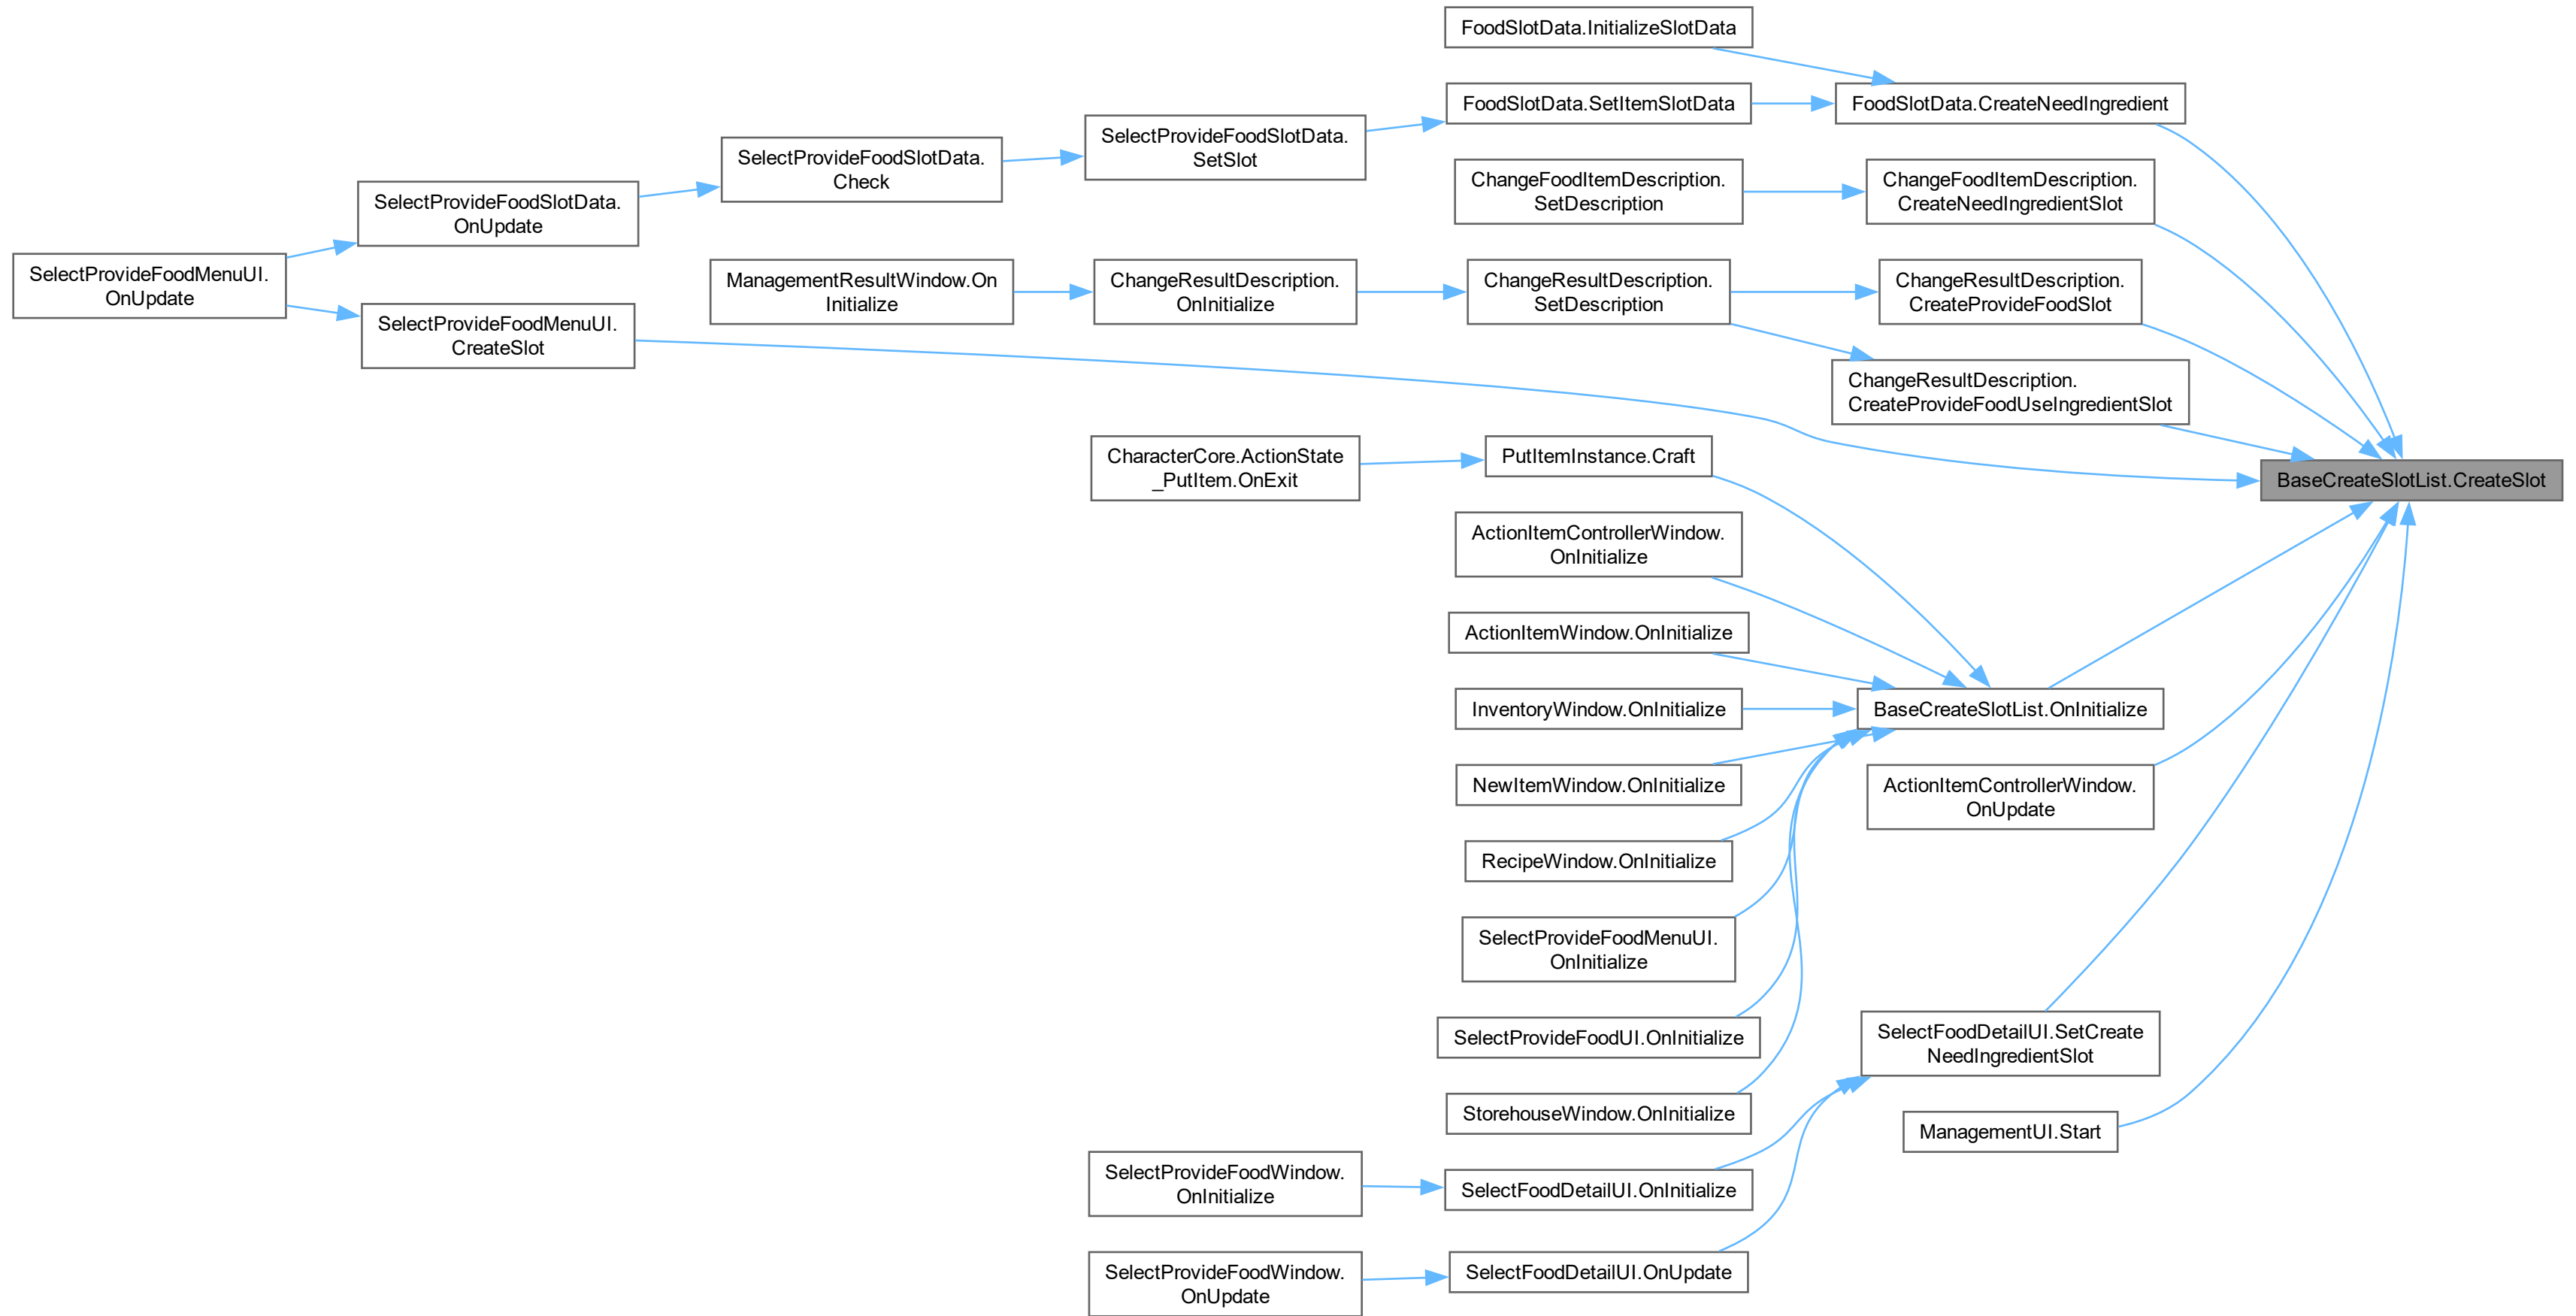 FoodSlotData.InitializeSlotData
FoodSlotData.SetItemSlotData
FoodSlotData.CreateNeedIngredient
SelectProvideFoodSlotData.
SetSlot
SelectProvideFoodSlotData.
Check
SelectProvideFoodSlotData.
OnUpdate
SelectProvideFoodMenuUI.
OnUpdate
SelectProvideFoodMenuUI.
CreateSlot
ChangeFoodItemDescription.
SetDescription
ChangeFoodItemDescription.
CreateNeedIngredientSlot
ManagementResultWindow.On
Initialize
ChangeResultDescription.
OnInitialize
ChangeResultDescription.
SetDescription
ChangeResultDescription.
CreateProvideFoodSlot
ChangeResultDescription.
CreateProvideFoodUseIngredientSlot
CharacterCore.ActionState
_PutItem.OnExit
PutItemInstance.Craft
BaseCreateSlotList.CreateSlot
ActionItemControllerWindow.
OnInitialize
ActionItemWindow.OnInitialize
InventoryWindow.OnInitialize
BaseCreateSlotList.OnInitialize
NewItemWindow.OnInitialize
ActionItemControllerWindow.
OnUpdate
RecipeWindow.OnInitialize
SelectProvideFoodMenuUI.
OnInitialize
SelectProvideFoodUI.OnInitialize
SelectFoodDetailUI.SetCreate
NeedIngredientSlot
StorehouseWindow.OnInitialize
ManagementUI.Start
SelectProvideFoodWindow.
OnInitialize
SelectFoodDetailUI.OnInitialize
SelectProvideFoodWindow.
OnUpdate
SelectFoodDetailUI.OnUpdate